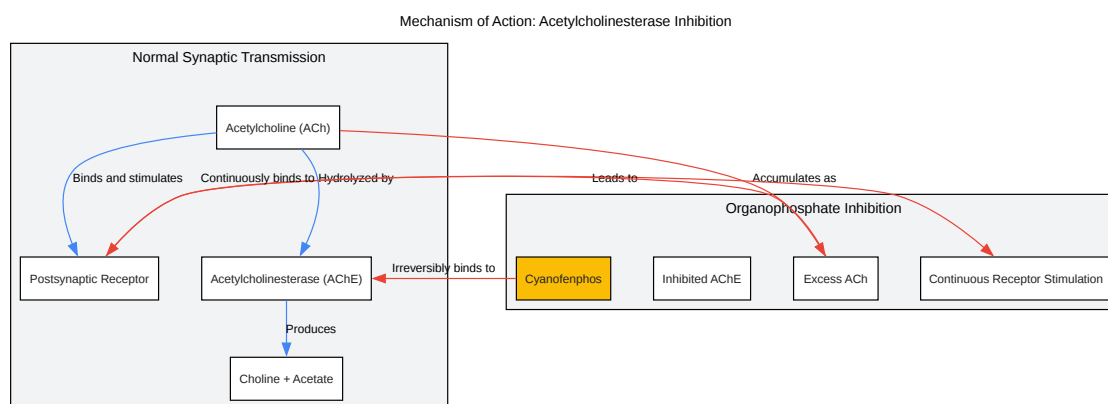 Mechanism of Action: Acetylcholinesterase Inhibition
Normal Synaptic Transmission
Acetylcholine (ACh)
Binds and stimulates
Continuously binds to
Hydrolyzed by
Leads to
Accumulates as
Organophosphate Inhibition
Postsynaptic Receptor
Acetylcholinesterase (AChE)
Irreversibly binds to
Cyanofenphos
Inhibited AChE
Excess ACh
Continuous Receptor Stimulation
Produces
Choline + Acetate